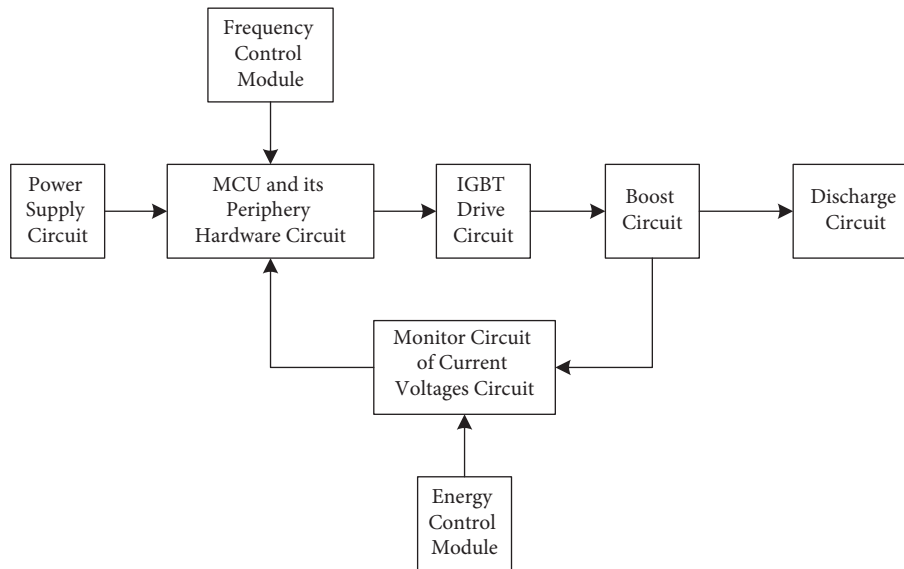 Frequency
Control
Module
Power
Supply
Circuit
MCU and its
Periphery
Hardware Circuit
IGBT
Drive
Circuit
Boost
Circuit
Discharge
Circuit
Monitor Circuit
of Current
Voltages Circuit
Energy
Control
Module